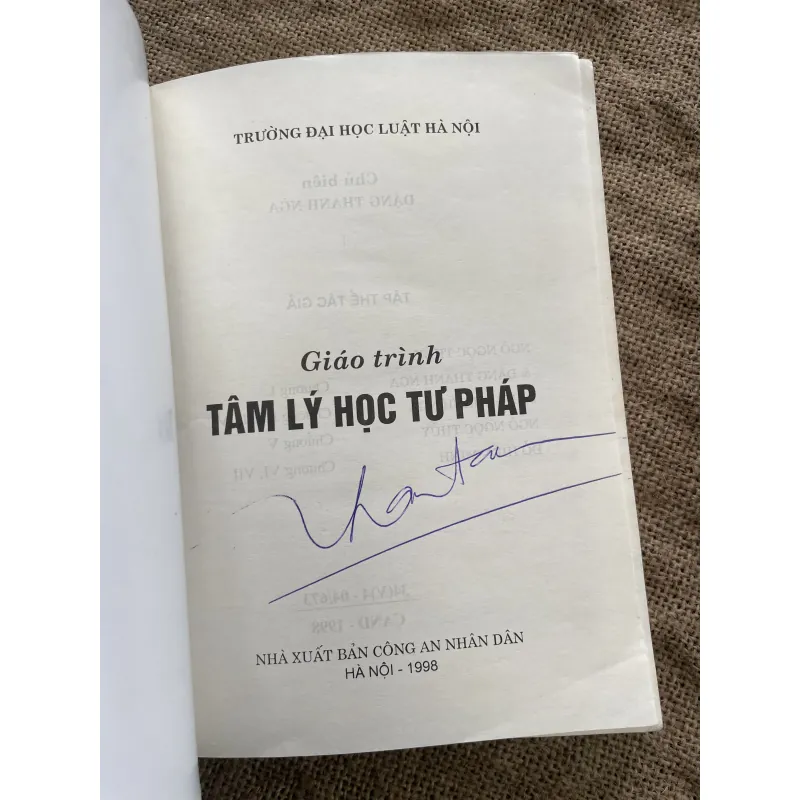 TRƯỜNG ĐẠI HỌC LUẬT HÀ NỘI
Giáo trình
TÂM LÝ HỌC TƯ PHÁP
NHÀ XUẤT BẢN CÔNG AN NHÂN DÂN
HÀ NỘI - 1998